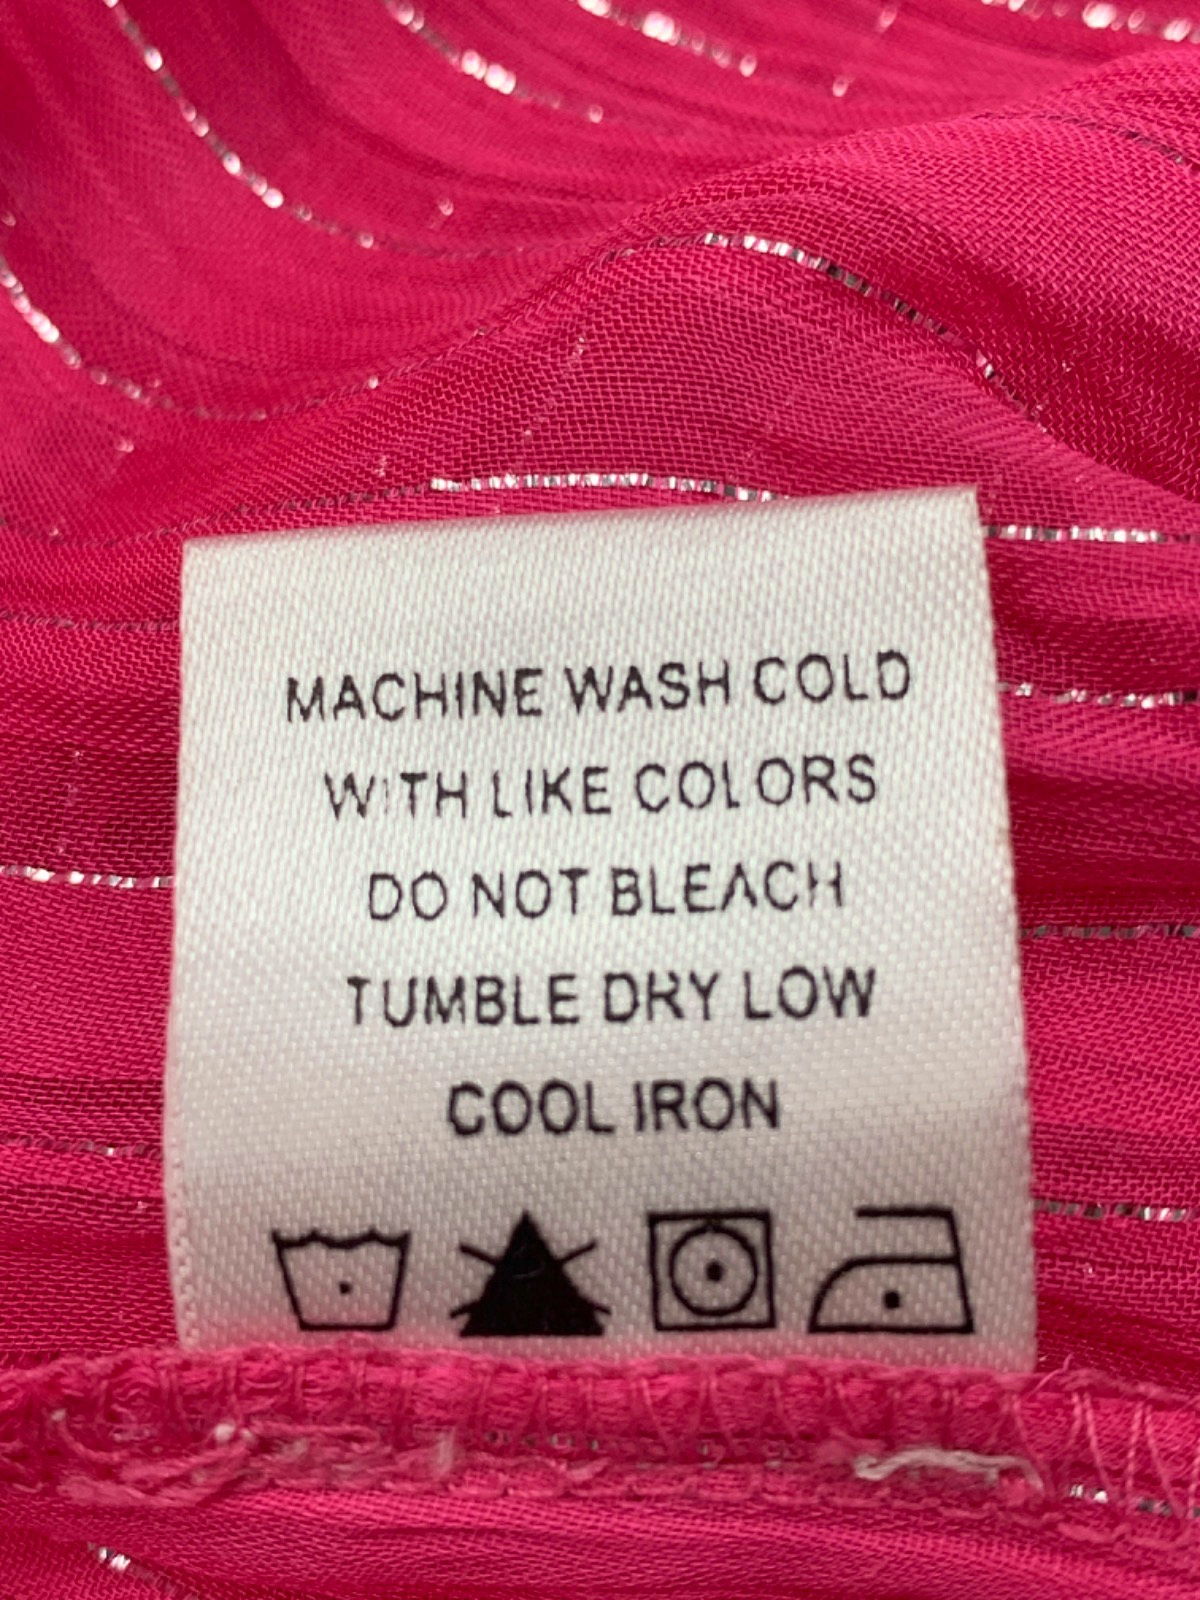 MACHINE WASH COLD
WITH LIKE COLORS
DO NOT BLEACH
TUMBLE DRY LOW
COOL IRON